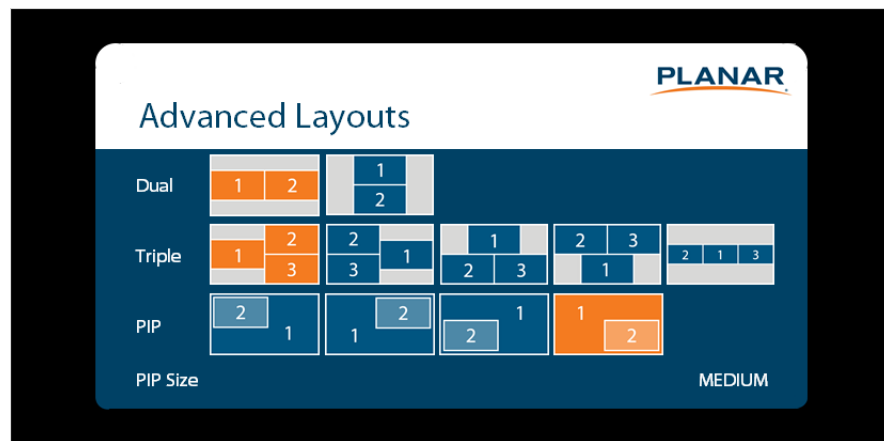 PLANAR
Advanced Layouts
Dual
1 2
1
2
Triple
1 2 3
2 3 1
1 2 3
2 3 1
2 1 3
PIP
2 1
2 1
1 2
1 2
PIP Size MEDIUM